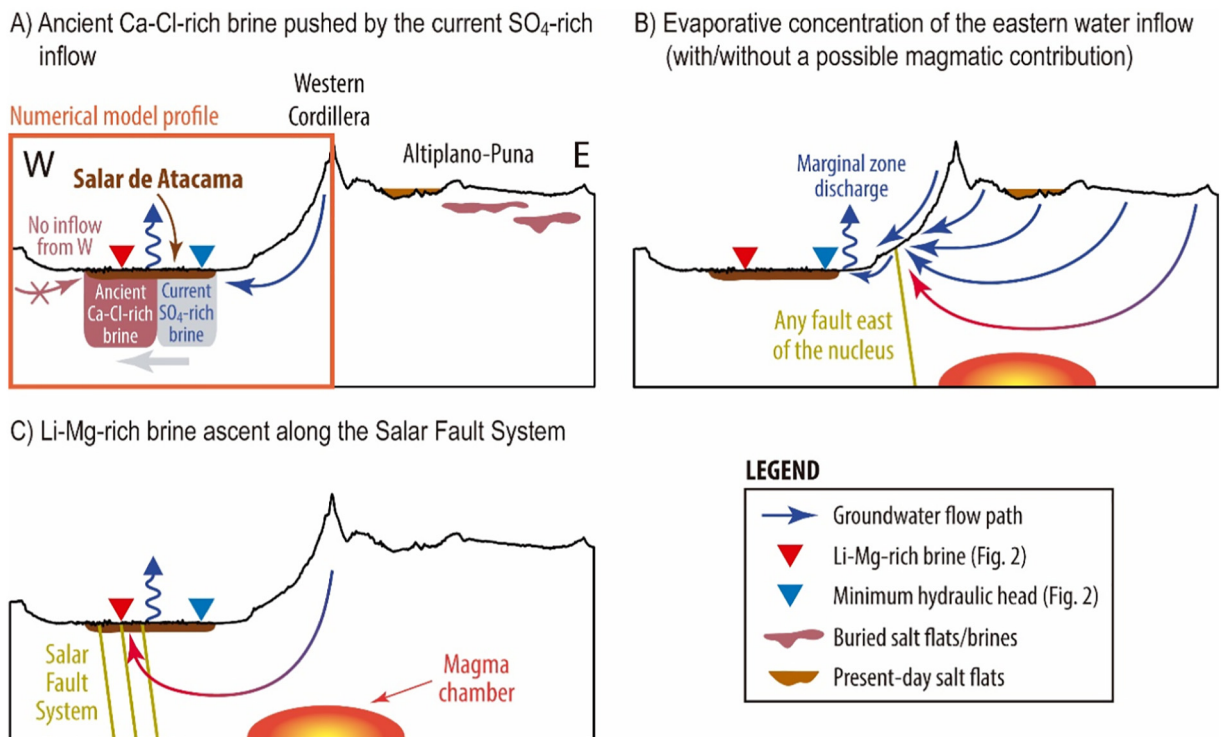 A) Ancient Ca-Cl-rich brine pushed by the current SO₄-rich
inflow
Numerical model profile
Western
Cordillera
Altiplano-Puna
W
E
Salar de Atacama
No inflow
from W
Ancient
Ca-Cl-rich
brine
Current
SO₄-rich
brine
B) Evaporative concentration of the eastern water inflow
(with/without a possible magmatic contribution)
Marginal zone
discharge
Any fault east
of the nucleus
C) Li-Mg-rich brine ascent along the Salar Fault System
Salar
Fault
System
Magma
chamber
LEGEND
Groundwater flow path
Li-Mg-rich brine (Fig. 2)
Minimum hydraulic head (Fig. 2)
Buried salt flats/brines
Present-day salt flats